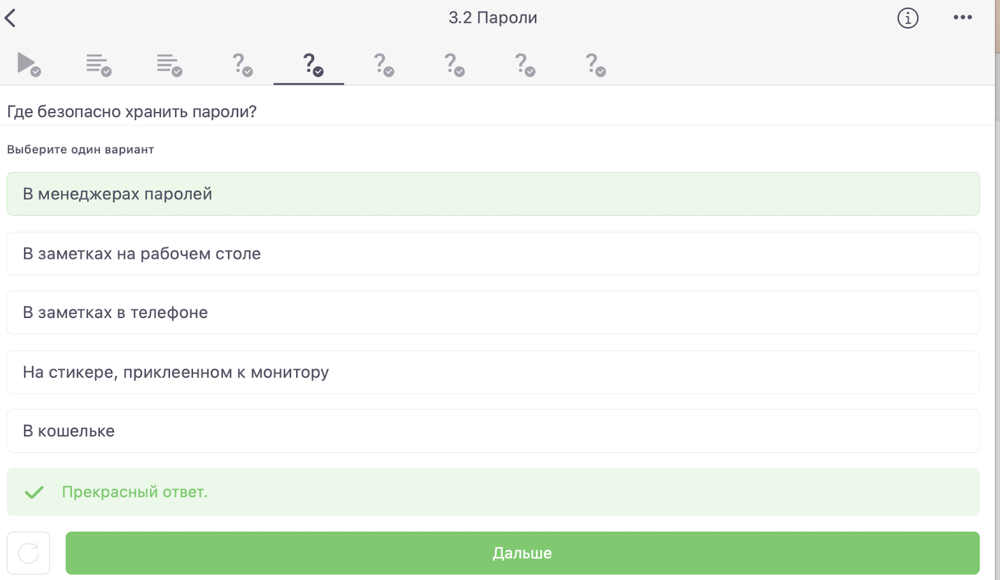 3.2 Пароли
Где безопасно хранить пароли?
Выберите один вариант
В менеджерах паролей
В заметках на рабочем столе
В заметках в телефоне
На стикере, приклеенном к монитору
В кошельке
Прекрасный ответ.
Дальше